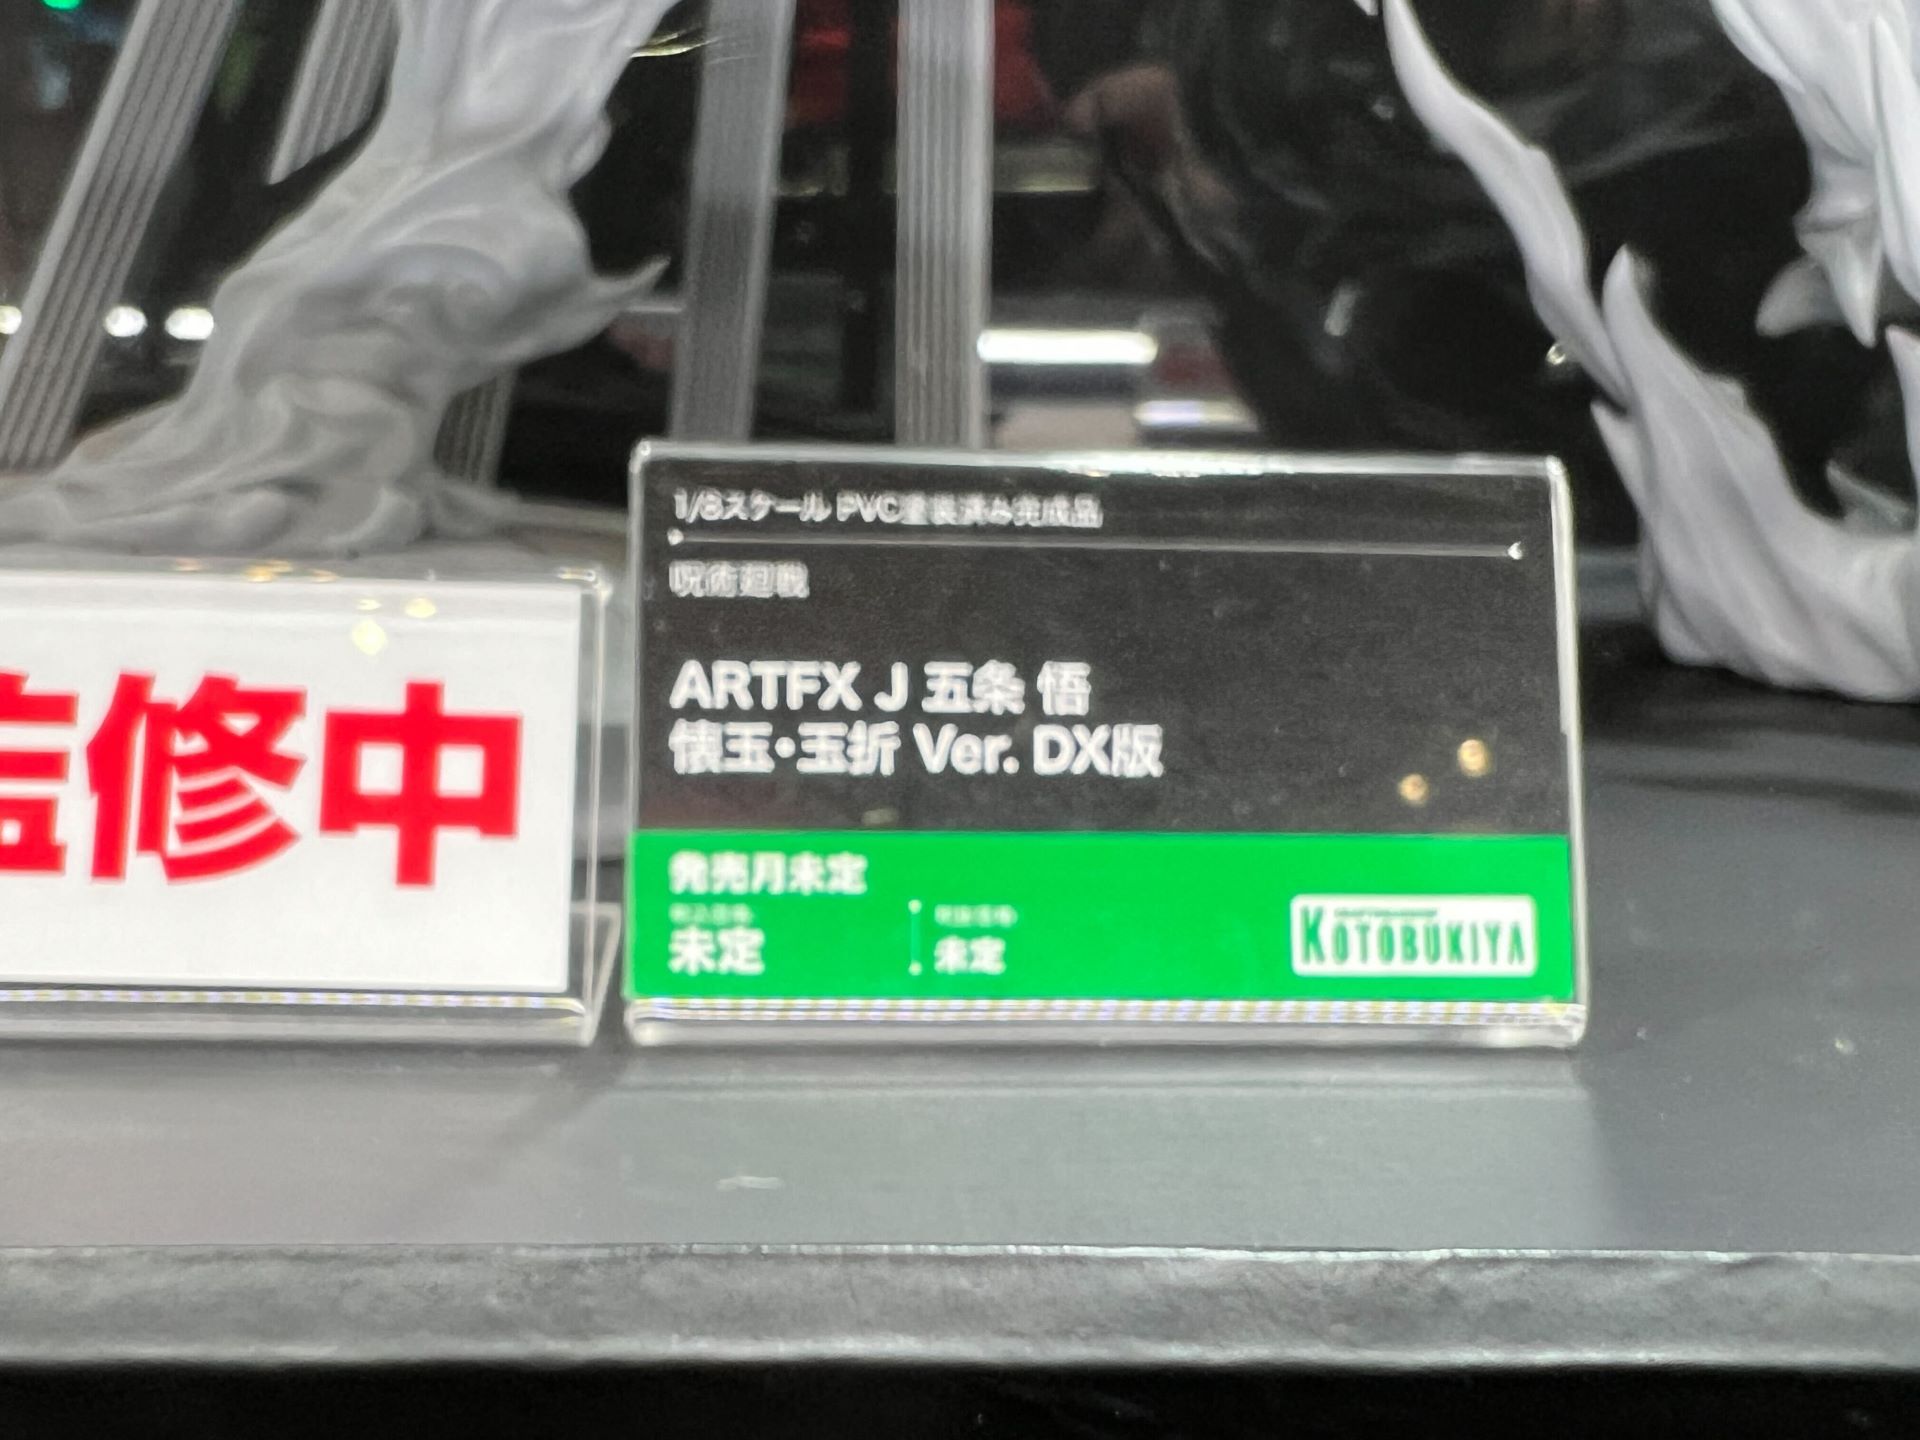 監修中
1/8スケール PVC塗装済み完成品
呪術廻戦
ARTFX J 五条 悟
懐玉・玉折 Ver. DX版
発売月未定
未定
未定
KOTOBUKIYA